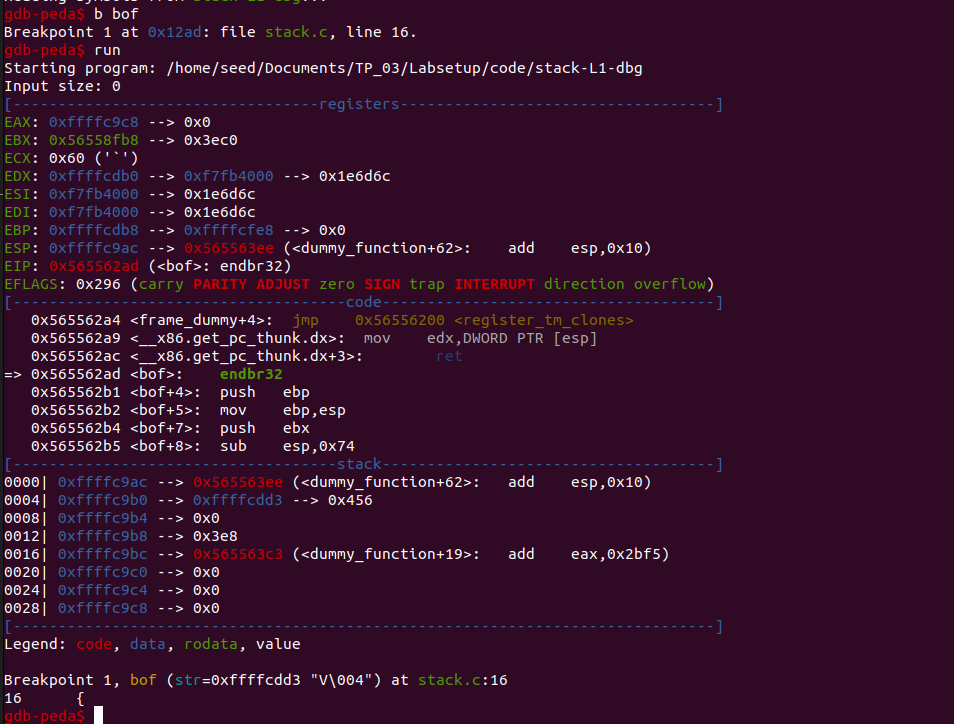 gdb-peda$ b bof
Breakpoint 1 at 0x12ad: file stack.c, line 16.
gdb-peda$ run
Starting program: /home/seed/Documents/TP_03/Labsetup/code/stack-L1-dbg
Input size: 0
[----------------------------------registers-----------------------------------]
EAX: 0xffffc9c8 --> 0x0
EBX: 0x56558fb8 --> 0x3ec0
ECX: 0x60 ('`')
EDX: 0xffffcdb0 --> 0xf7fb4000 --> 0x1e6d6c
ESI: 0xf7fb4000 --> 0x1e6d6c
EDI: 0xf7fb4000 --> 0x1e6d6c
EBP: 0xffffcdb8 --> 0xffffcfe8 --> 0x0
ESP: 0xffffc9ac --> 0x565563ee (<dummy_function+62>:    add    esp,0x10)
EIP: 0x565562ad (<bof>: endbr32)
EFLAGS: 0x296 (carry PARITY ADJUST zero SIGN trap INTERRUPT direction overflow)
[-------------------------------------code-------------------------------------]
   0x565562a4 <frame_dummy+4>:  jmp    0x56556200 <register_tm_clones>
   0x565562a9 <__x86.get_pc_thunk.dx>:  mov    edx,DWORD PTR [esp]
   0x565562ac <__x86.get_pc_thunk.dx+3>:        ret
=> 0x565562ad <bof>:    endbr32
   0x565562b1 <bof+4>:  push   ebp
   0x565562b2 <bof+5>:  mov    ebp,esp
   0x565562b4 <bof+7>:  push   ebx
   0x565562b5 <bof+8>:  sub    esp,0x74
[------------------------------------stack-------------------------------------]
0000| 0xffffc9ac --> 0x565563ee (<dummy_function+62>:   add    esp,0x10)
0004| 0xffffc9b0 --> 0xffffcdd3 --> 0x456
0008| 0xffffc9b4 --> 0x0
0012| 0xffffc9b8 --> 0x3e8
0016| 0xffffc9bc --> 0x565563c3 (<dummy_function+19>:   add    eax,0x2bf5)
0020| 0xffffc9c0 --> 0x0
0024| 0xffffc9c4 --> 0x0
0028| 0xffffc9c8 --> 0x0
[------------------------------------------------------------------------------]
Legend: code, data, rodata, value
Breakpoint 1, bof (str=0xffffcdd3 "V\004") at stack.c:16
16      {
gdb-peda$